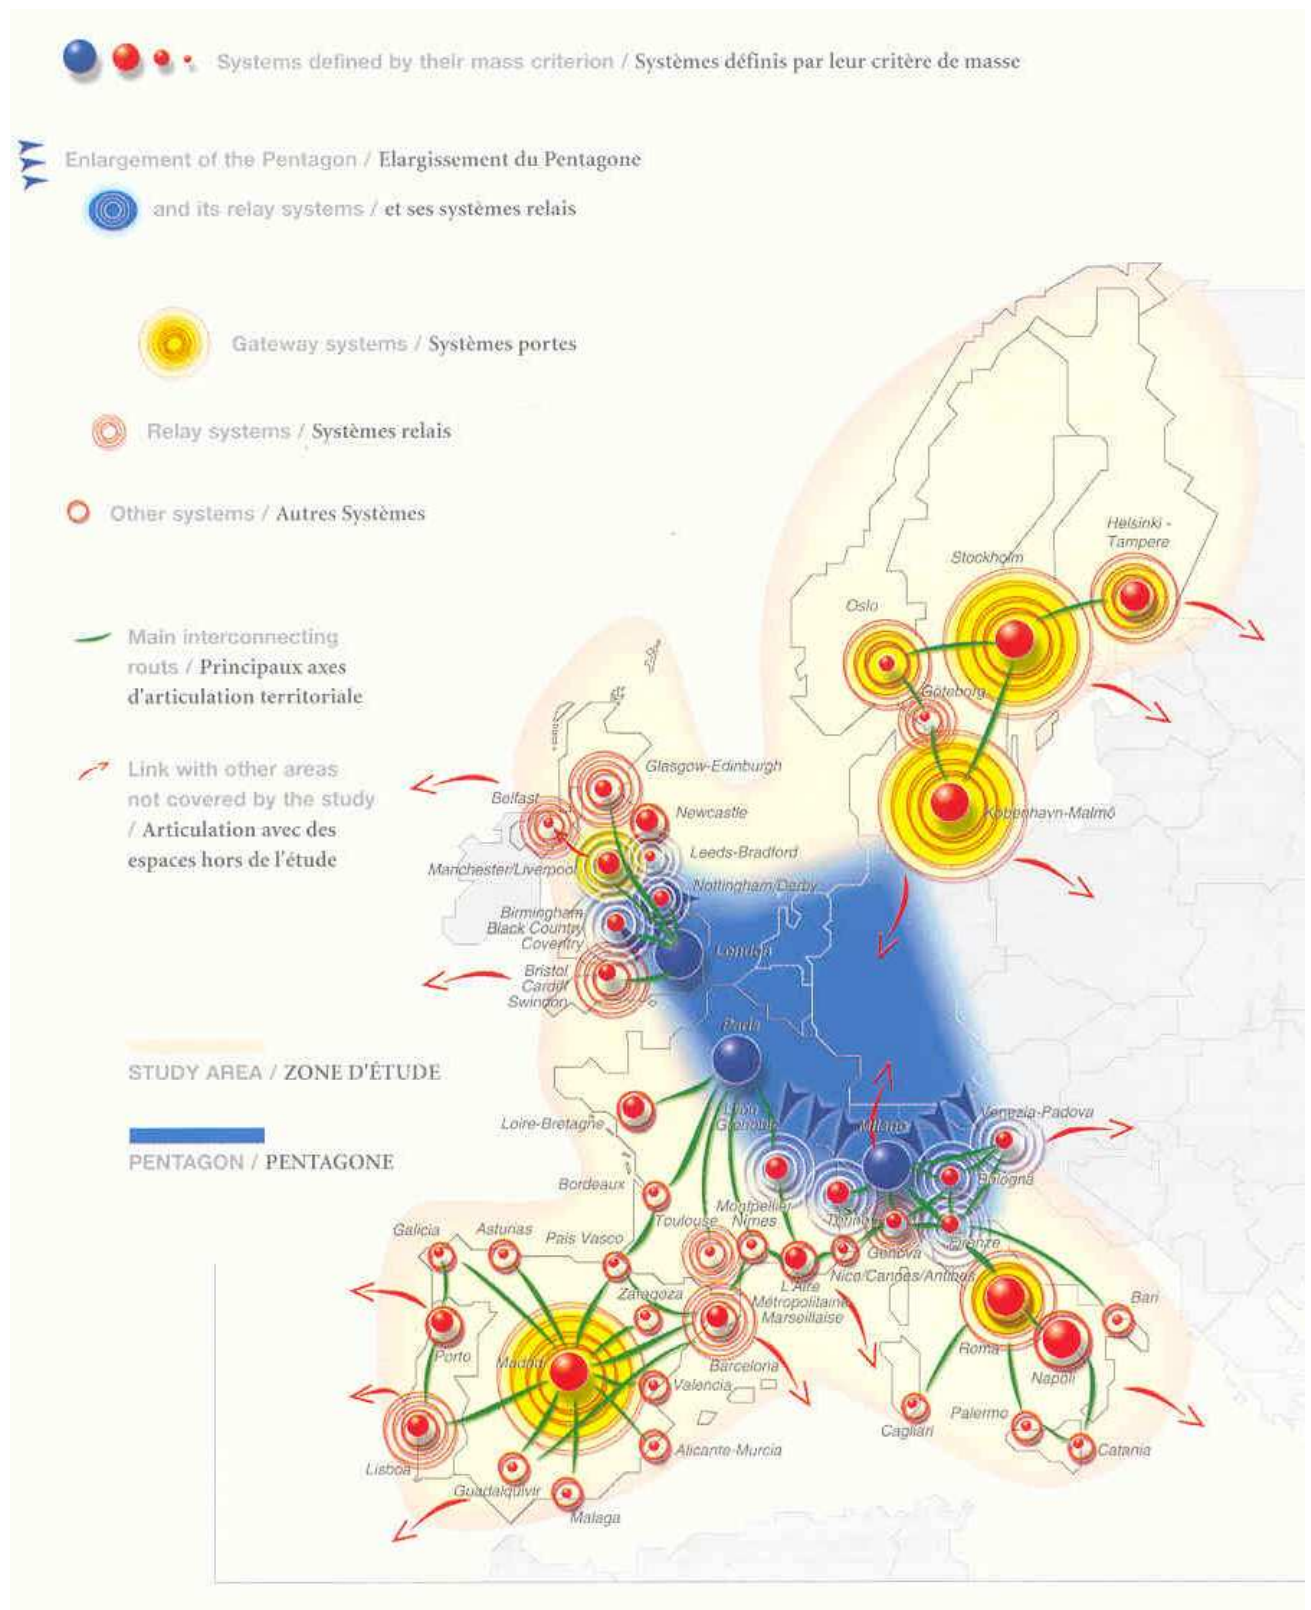 Systems defined by their mass criterion / Systèmes définis par leur critère de masse
Enlargement of the Pentagon / Elargissement du Pentagone
and its relay systems / et ses systèmes relais
Gateway systems / Systèmes portes
Relay systems / Systèmes relais
Other systems / Autres Systèmes
Main interconnecting
routs / Principaux axes
d'articulation territoriale
Link with other areas
not covered by the study
/ Articulation avec des
espaces hors de l'étude
STUDY AREA / ZONE D'ÉTUDE
PENTAGON / PENTAGONE
Helsinki -
Tampere
Stockholm
Oslo
Göteborg
København-Malmö
Glasgow-Edinburgh
Belfast
Newcastle
Leeds-Bradford
Manchester/Liverpool
Nottingham/Derby
Birmingham
Black Country
Coventry
London
Bristol
Cardiff
Swindon
Paris
Loire-Bretagne
Lyon
Grenoble
Milano
Venezia-Padova
Bologna
Bordeaux
Montpellier
Nîmes
Toulouse
Torino
Genova
Firenze
Nice/Cannes/Antibes
L'Aire
Métropolitaine
Marseillaise
Galicia
Asturias
Pais Vasco
Zaragoza
Porto
Madrid
Barcelona
Valencia
Lisboa
Alicante-Murcia
Guadalquivir
Malaga
Roma
Napoli
Bari
Cagliari
Palermo
Catania